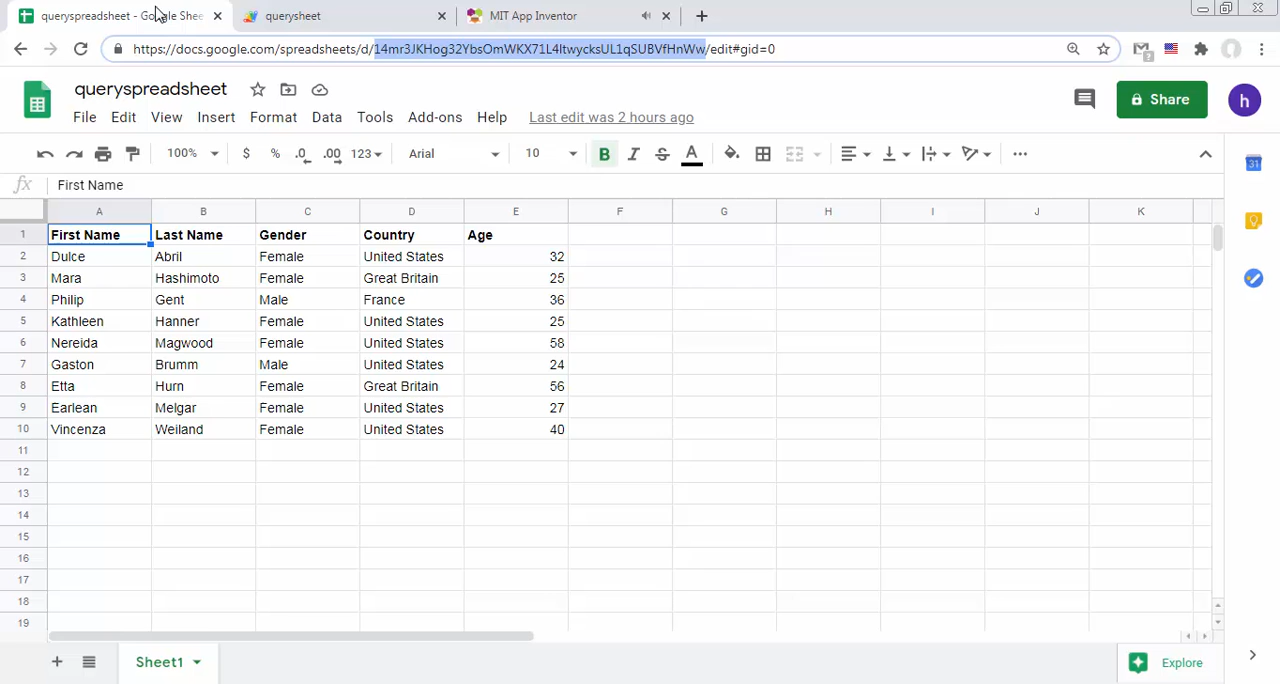 queryspreadsheet - Google Shee querysheet MIT App Inventor
https://docs.google.com/spreadsheets/d/14mr3JKHog32YbsOmWKX71L4ltwycksUL1qSUBVfHnWw/edit#gid=0
queryspreadsheet
Share h
File Edit View Insert Format Data Tools Add-ons Help Last edit was 2 hours ago
100% $ % .0 .00 123 Arial 10 B I S A
fx First Name
A B C D E F G H I J K
1 First Name Last Name Gender Country Age
2 Dulce Abril Female United States 32
3 Mara Hashimoto Female Great Britain 25
4 Philip Gent Male France 36
5 Kathleen Hanner Female United States 25
6 Nereida Magwood Female United States 58
7 Gaston Brumm Male United States 24
8 Etta Hurn Female Great Britain 56
9 Earlean Melgar Female United States 27
10 Vincenza Weiland Female United States 40
11
12
13
14
15
16
17
18
19
Sheet1 Explore
31